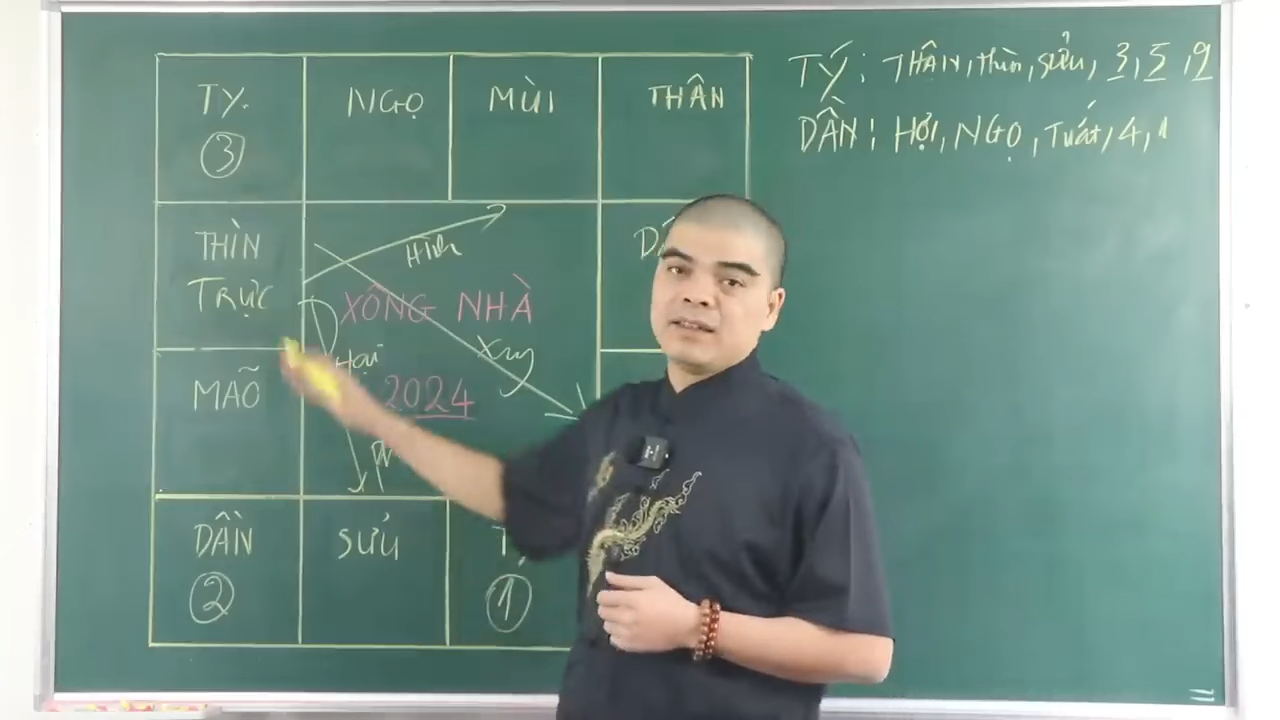 TỴ. NGỌ MÙI THÂN
③
THÌN
TRỰC
Hình
XÔNG NHÀ
Hại
Xung
MÃO
2024
DẦN SỬU
② ①
TÝ: THÂN, thìn, sửu, 3, 5, 9
DẦN: HỢI, NGỌ, Tuất, 4, 1